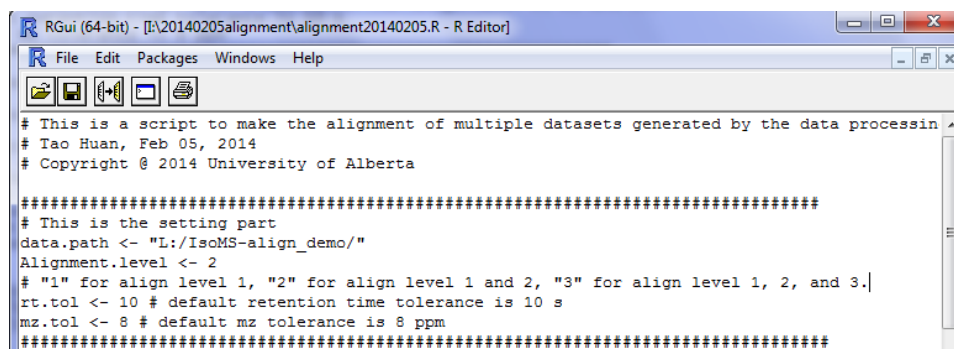 RGui (64-bit) - [I:\20140205alignment\alignment20140205.R - R Editor]
File Edit Packages Windows Help
# This is a script to make the alignment of multiple datasets generated by the data processin
# Tao Huan, Feb 05, 2014
# Copyright @ 2014 University of Alberta
##################################################################################
# This is the setting part
data.path <- "L:/IsoMS-align_demo/"
Alignment.level <- 2
# "1" for align level 1, "2" for align level 1 and 2, "3" for align level 1, 2, and 3.
rt.tol <- 10 # default retention time tolerance is 10 s
mz.tol <- 8 # default mz tolerance is 8 ppm
###################################################################################